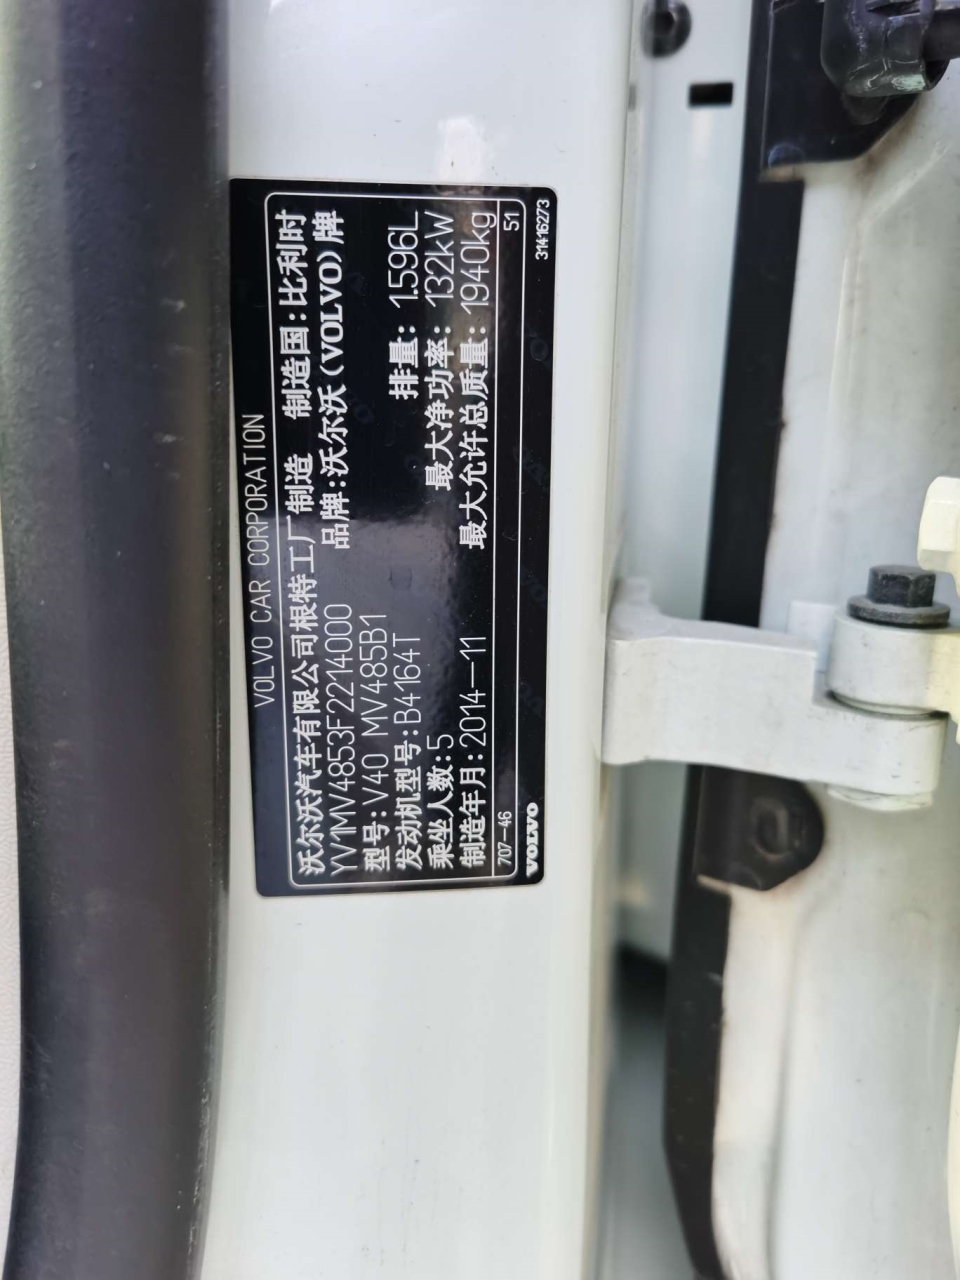 VOLVO CAR CORPORATION
沃尔沃汽车有限公司根特工厂制造 制造国:比利时
YV1MV4853F2214000 品牌:沃尔沃(VOLVO)牌
型号:V40 MV485B1
发动机型号:B4164T 排量: 1.596L
乘坐人数:5 最大净功率: 132kW
制造年月:2014-11 最大允许总质量: 1940kg
707-46 51
VOLVO 31416273